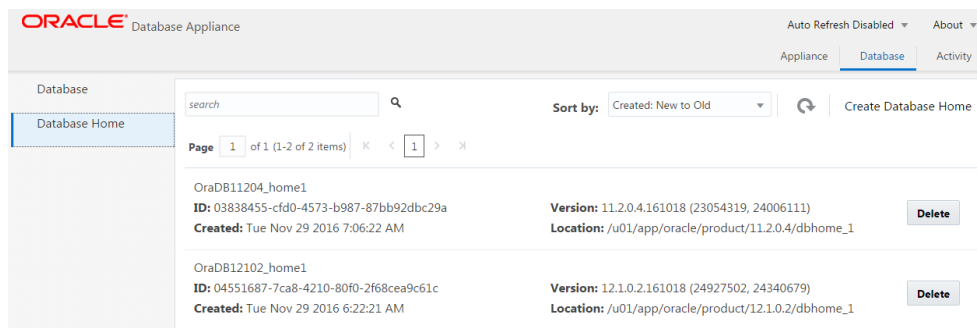 ORACLE® Database Appliance
Auto Refresh Disabled About
Appliance Database Activity
Database
Database Home
search
Sort by: Created: New to Old
Create Database Home
Page 1 of 1 (1-2 of 2 items) 1
OraDB11204_home1
ID: 03838455-cfd0-4573-b987-87bb92dbc29a
Created: Tue Nov 29 2016 7:06:22 AM
Version: 11.2.0.4.161018 (23054319, 24006111)
Location: /u01/app/oracle/product/11.2.0.4/dbhome_1
Delete
OraDB12102_home1
ID: 04551687-7ca8-4210-80f0-2f68cea9c61c
Created: Tue Nov 29 2016 6:22:21 AM
Version: 12.1.0.2.161018 (24927502, 24340679)
Location: /u01/app/oracle/product/12.1.0.2/dbhome_1
Delete